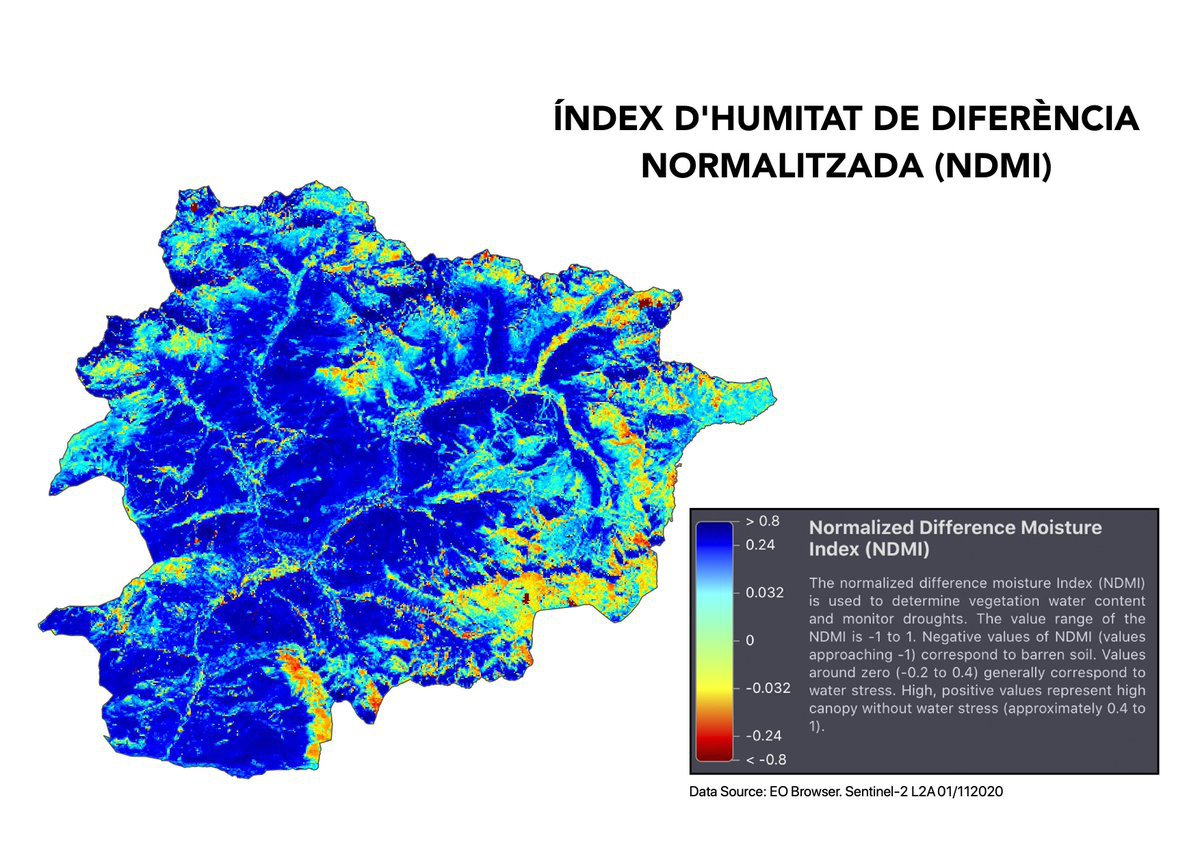 ÍNDEX D'HUMITAT DE DIFERÈNCIA
NORMALITZADA (NDMI)
> 0.8
0.24
0.032
0
-0.032
-0.24
< -0.8
Normalized Difference Moisture
Index (NDMI)
The normalized difference moisture Index (NDMI)
is used to determine vegetation water content
and monitor droughts. The value range of the
NDMI is -1 to 1. Negative values of NDMI (values
approaching -1) correspond to barren soil. Values
around zero (-0.2 to 0.4) generally correspond to
water stress. High, positive values represent high
canopy without water stress (approximately 0.4 to
1).
Data Source: EO Browser. Sentinel-2 L2A 01/112020